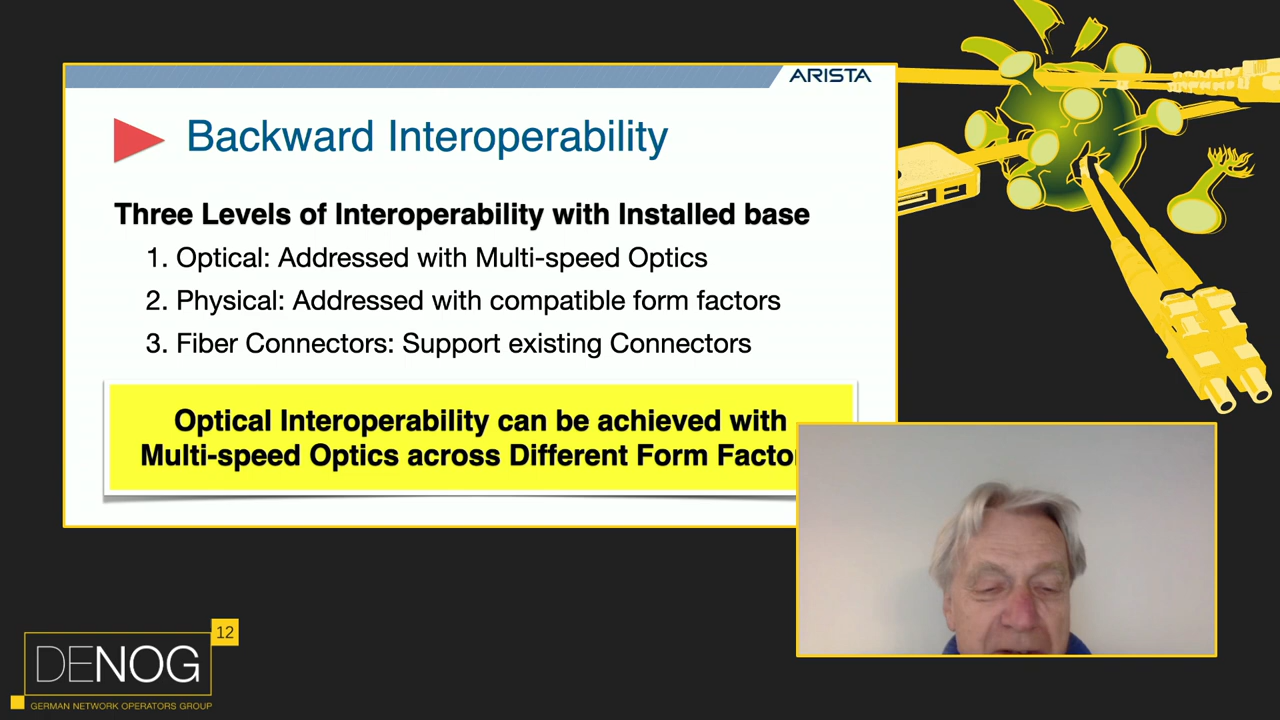 ARISTA
Backward Interoperability
Three Levels of Interoperability with Installed base
1. Optical: Addressed with Multi-speed Optics
2. Physical: Addressed with compatible form factors
3. Fiber Connectors: Support existing Connectors
Optical Interoperability can be achieved with
Multi-speed Optics across Different Form
12
DENOG
GERMAN NETWORK OPERATORS GROUP